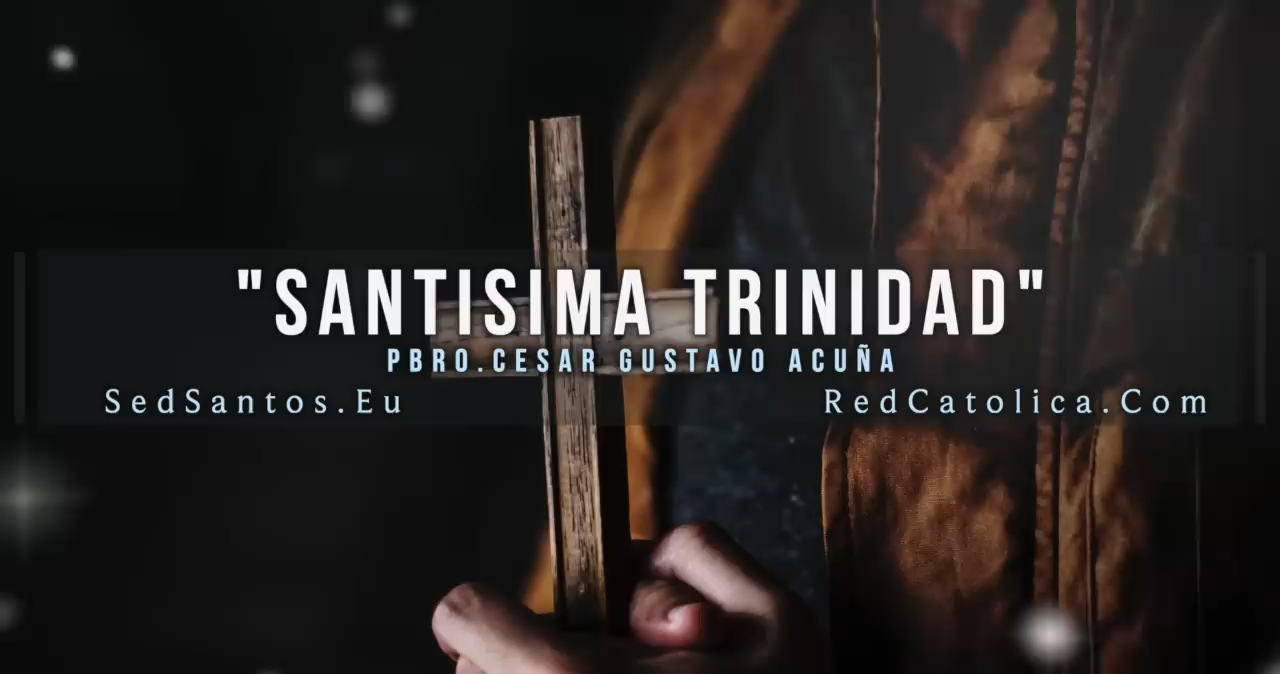 "SANTISIMA TRINIDAD"
PBRO.CESAR GUSTAVO ACUÑA
SedSantos.Eu
RedCatolica.Com